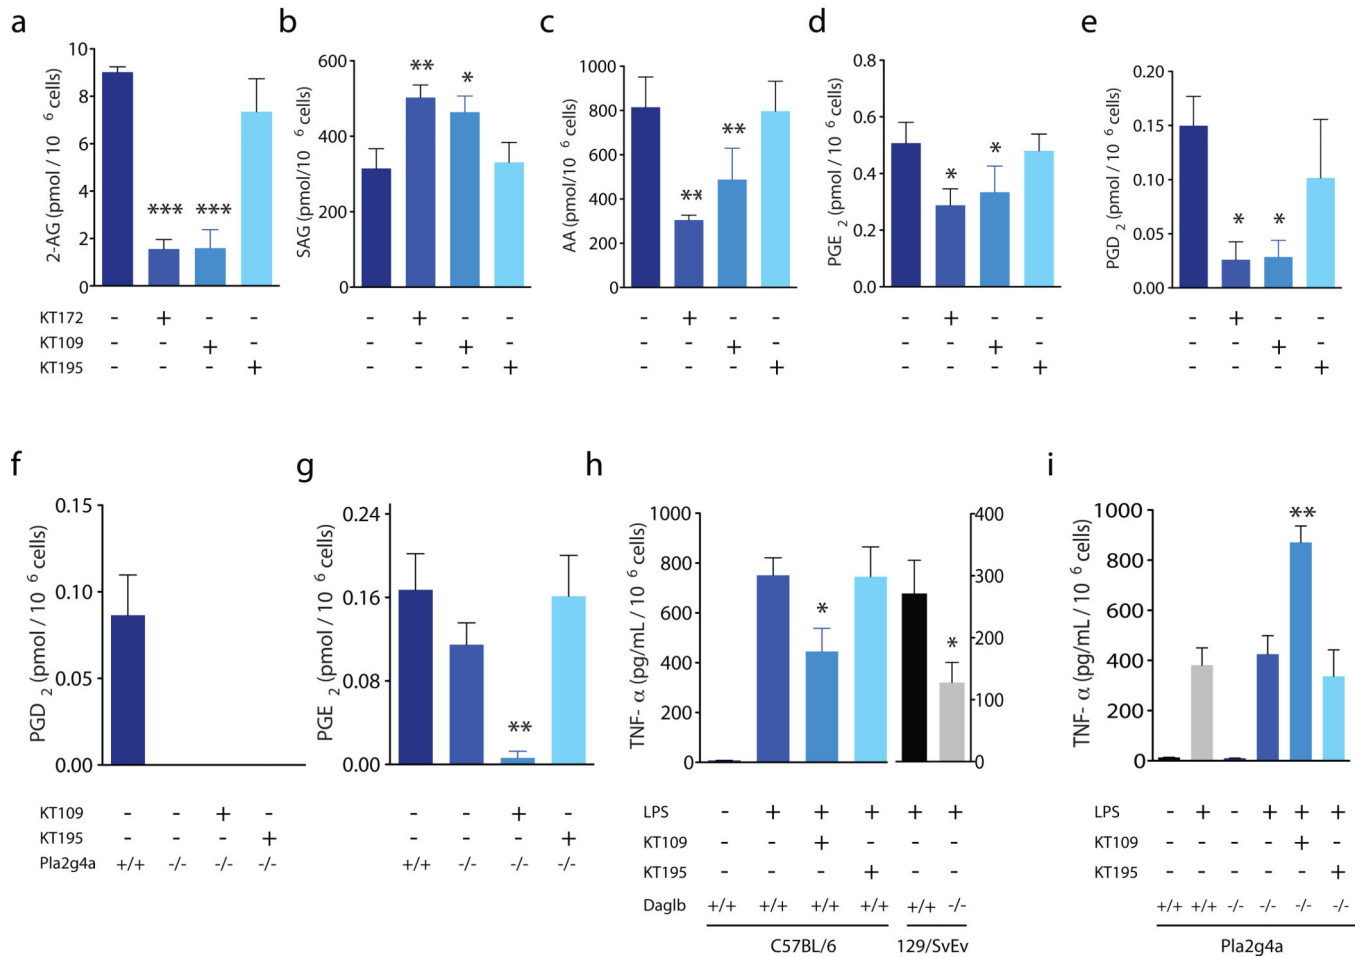 a
2-AG (pmol / 10 6 cells)
10
8
6
4
2
0
***
***
b
SAG (pmol/10 6 cells)
600
400
200
0
**
*
c
AA (pmol/10 6 cells)
1000
800
600
400
200
0
**
**
d
PGE 2 (pmol / 10 6 cells)
0.8
0.6
0.4
0.2
0.0
*
*
e
PGD 2 (pmol / 10 6 cells)
0.20
0.15
0.10
0.05
0.00
*
*
KT172 - + - - - + - - - + - - - + - - - + - -
KT109 - - + - - - + - - - + - - - + - - - + -
KT195 - - - + - - - + - - - + - - - + - - - +
f
PGD 2 (pmol / 10 6 cells)
0.15
0.10
0.05
0.00
g
PGE 2 (pmol / 10 6 cells)
0.24
0.16
0.08
0.00
**
KT109 - - + - - - + -
KT195 - - - + - - - +
Pla2g4a +/+ -/- -/- -/- +/+ -/- -/- -/-
h
TNF- α (pg/mL / 10 6 cells)
1000
800
600
400
200
0
*
400
300
200
100
0
*
LPS - + + + + +
KT109 - - + - - -
KT195 - - - + - -
Daglb +/+ +/+ +/+ +/+ +/+ -/-
C57BL/6 129/SvEv
i
TNF- α (pg/mL / 10 6 cells)
1000
800
600
400
200
0
**
LPS - + - + + +
KT109 - - - - + -
KT195 - - - - - +
+/+ +/+ -/- -/- -/- -/-
Pla2g4a